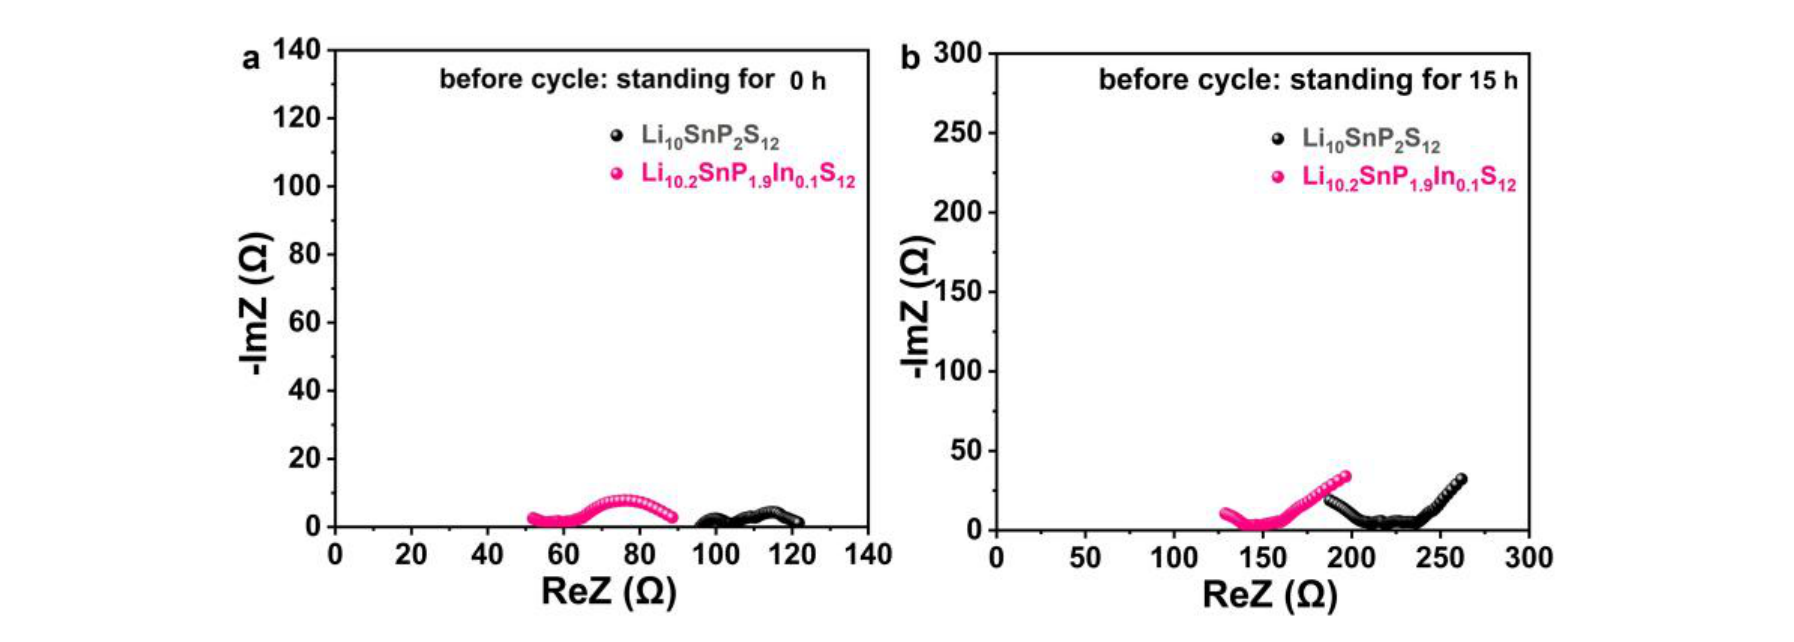 a
before cycle: standing for 0 h
Li10SnP2S12
Li10.2SnP1.9In0.1S12
140
120
100
80
60
40
20
0
-ImZ (Ω)
0 20 40 60 80 100 120 140
ReZ (Ω)
b
before cycle: standing for 15 h
Li10SnP2S12
Li10.2SnP1.9In0.1S12
300
250
200
150
100
50
0
-ImZ (Ω)
0 50 100 150 200 250 300
ReZ (Ω)